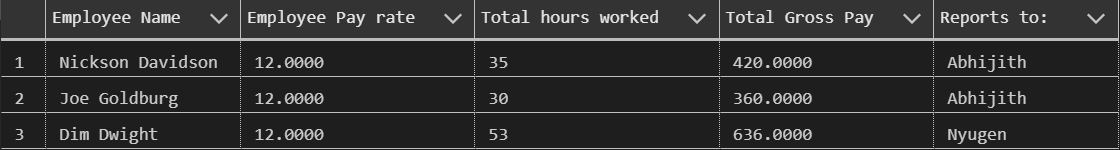 Employee Name Employee Pay rate Total hours worked Total Gross Pay Reports to:
1 Nickson Davidson 12.0000 35 420.0000 Abhijith
2 Joe Goldburg 12.0000 30 360.0000 Abhijith
3 Dim Dwight 12.0000 53 636.0000 Nyugen